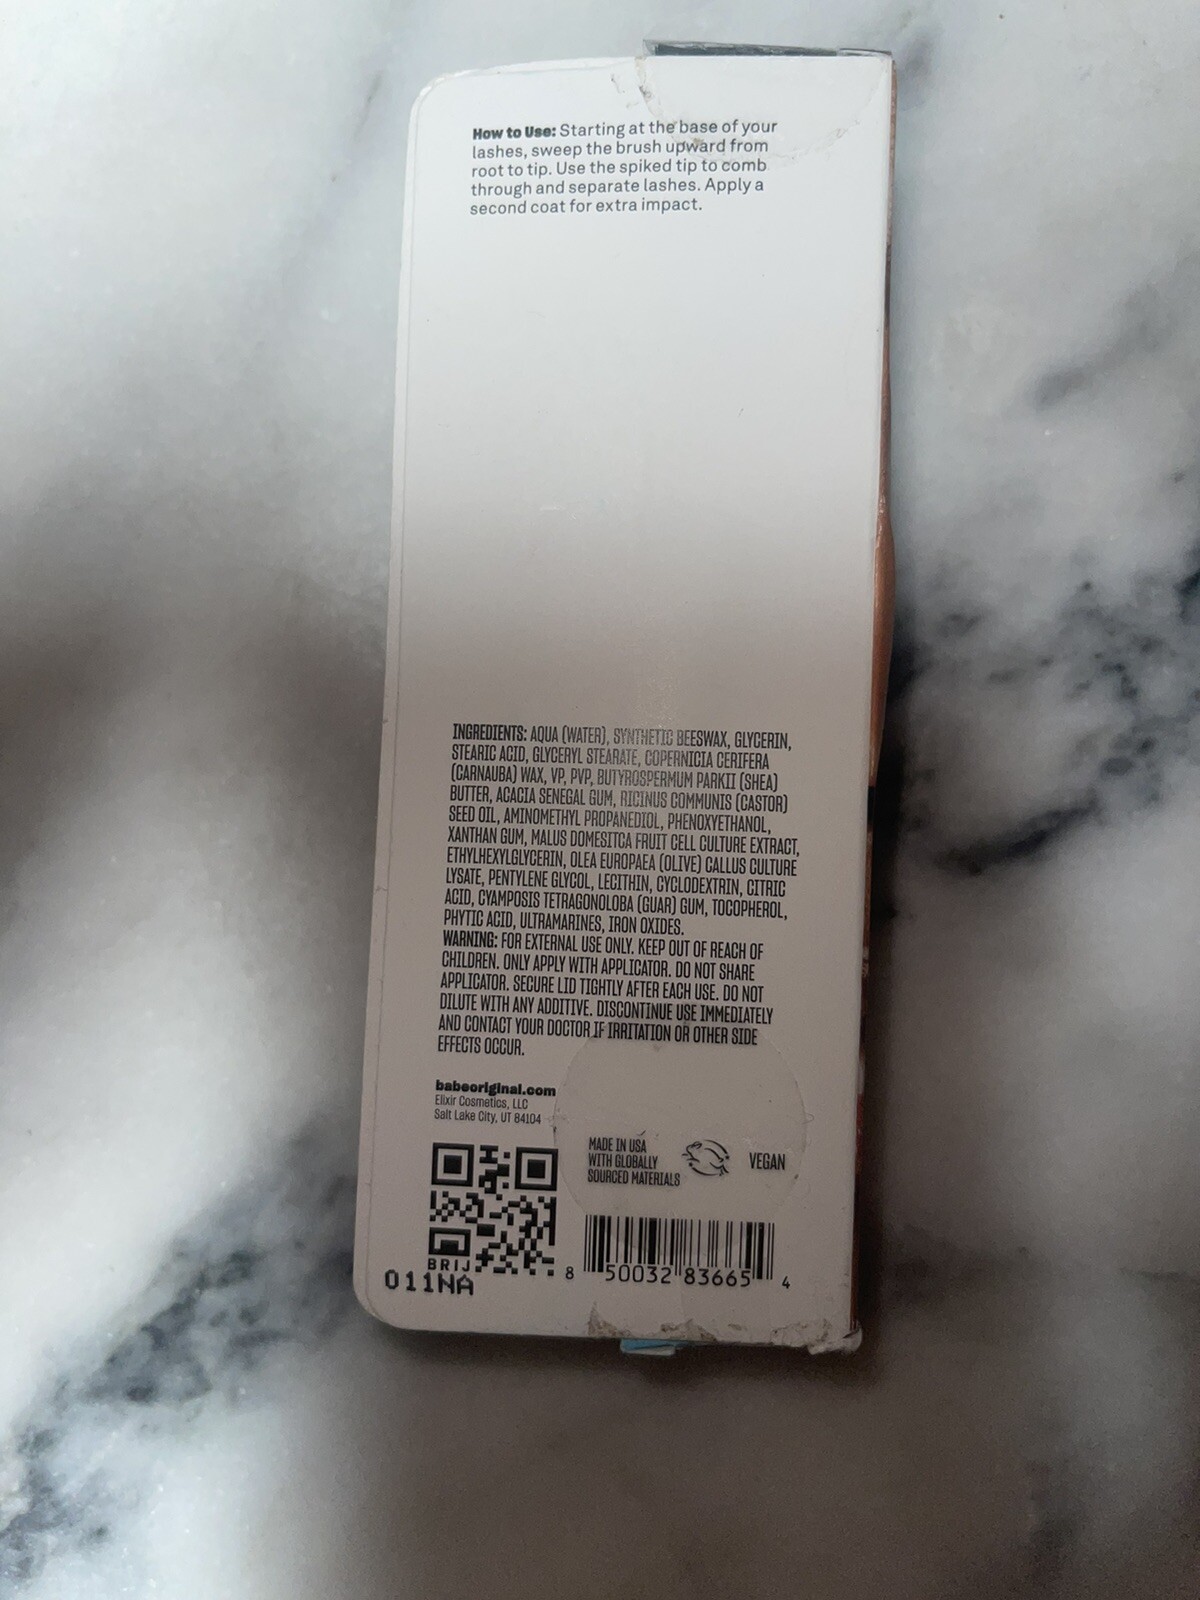 How to Use: Starting at the base of your
lashes, sweep the brush upward from
root to tip. Use the spiked tip to comb
through and separate lashes. Apply a
second coat for extra impact.
INGREDIENTS: AQUA (WATER), SYNTHETIC BEESWAX, GLYCERIN,
STEARIC ACID, GLYCERYL STEARATE, COPERNICIA CERIFERA
(CARNAUBA) WAX, VP, PVP, BUTYROSPERMUM PARKII (SHEA)
BUTTER, ACACIA SENEGAL GUM, RICINUS COMMUNIS (CASTOR)
SEED OIL, AMINOMETHYL PROPANEDIOL, PHENOXYETHANOL,
XANTHAN GUM, MALUS DOMESITCA FRUIT CELL CULTURE EXTRACT,
ETHYLHEXYLGLYCERIN, OLEA EUROPAEA (OLIVE) CALLUS CULTURE
LYSATE, PENTYLENE GLYCOL, LECITHIN, CYCLODEXTRIN, CITRIC
ACID, CYAMPOSIS TETRAGONOLOBA (GUAR) GUM, TOCOPHEROL,
PHYTIC ACID, ULTRAMARINES, IRON OXIDES.
WARNING: FOR EXTERNAL USE ONLY. KEEP OUT OF REACH OF
CHILDREN. ONLY APPLY WITH APPLICATOR. DO NOT SHARE
APPLICATOR. SECURE LID TIGHTLY AFTER EACH USE. DO NOT
DILUTE WITH ANY ADDITIVE. DISCONTINUE USE IMMEDIATELY
AND CONTACT YOUR DOCTOR IF IRRITATION OR OTHER SIDE
EFFECTS OCCUR.
babeoriginal.com
Elixir Cosmetics, LLC
Salt Lake City, UT 84104
MADE IN USA
WITH GLOBALLY
SOURCED MATERIALS
VEGAN
BRIJ
011NA
8 50032 83665 4